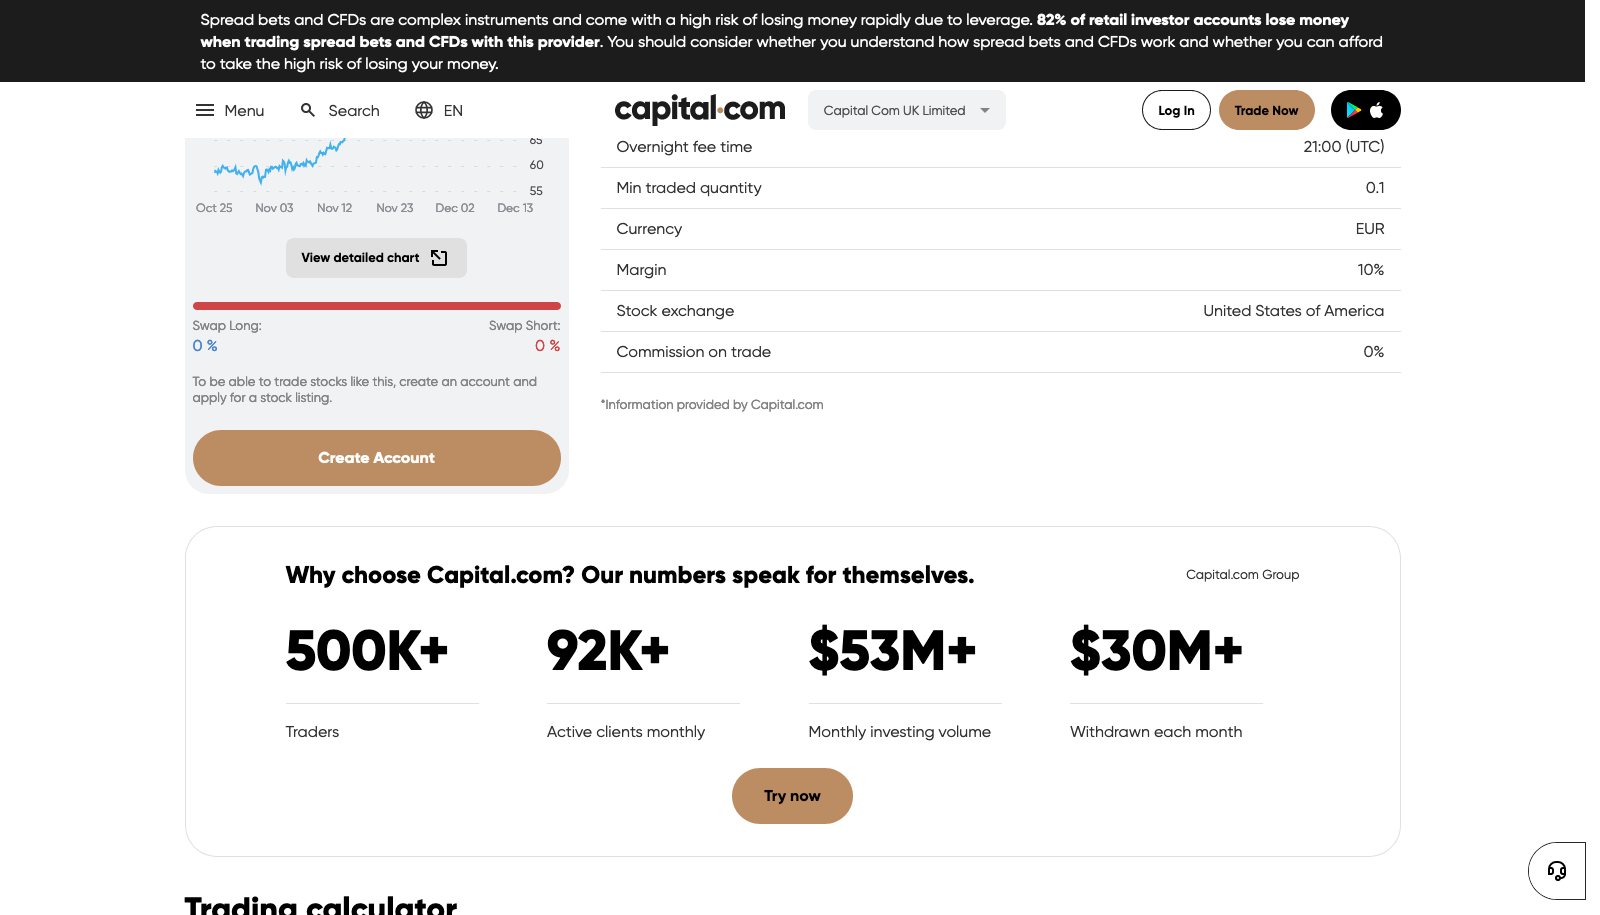 Spread bets and CFDs are complex instruments and come with a high risk of losing money rapidly due to leverage. 82% of retail investor accounts lose money
when trading spread bets and CFDs with this provider. You should consider whether you understand how spread bets and CFDs work and whether you can afford
to take the high risk of losing your money.
Menu
Search
EN
capital.com
Capital Com UK Limited
Log In
Trade Now
65
60
55
Oct 25
Nov 03
Nov 12
Nov 23
Dec 02
Dec 13
View detailed chart
Swap Long:
Swap Short:
0 %
0 %
To be able to trade stocks like this, create an account and
apply for a stock listing.
Create Account
Overnight fee time 21:00 (UTC)
Min traded quantity 0.1
Currency EUR
Margin 10%
Stock exchange United States of America
Commission on trade 0%
*Information provided by Capital.com
Why choose Capital.com? Our numbers speak for themselves.
Capital.com Group
500K+
92K+
$53M+
$30M+
Traders
Active clients monthly
Monthly investing volume
Withdrawn each month
Try now
Trading calculator